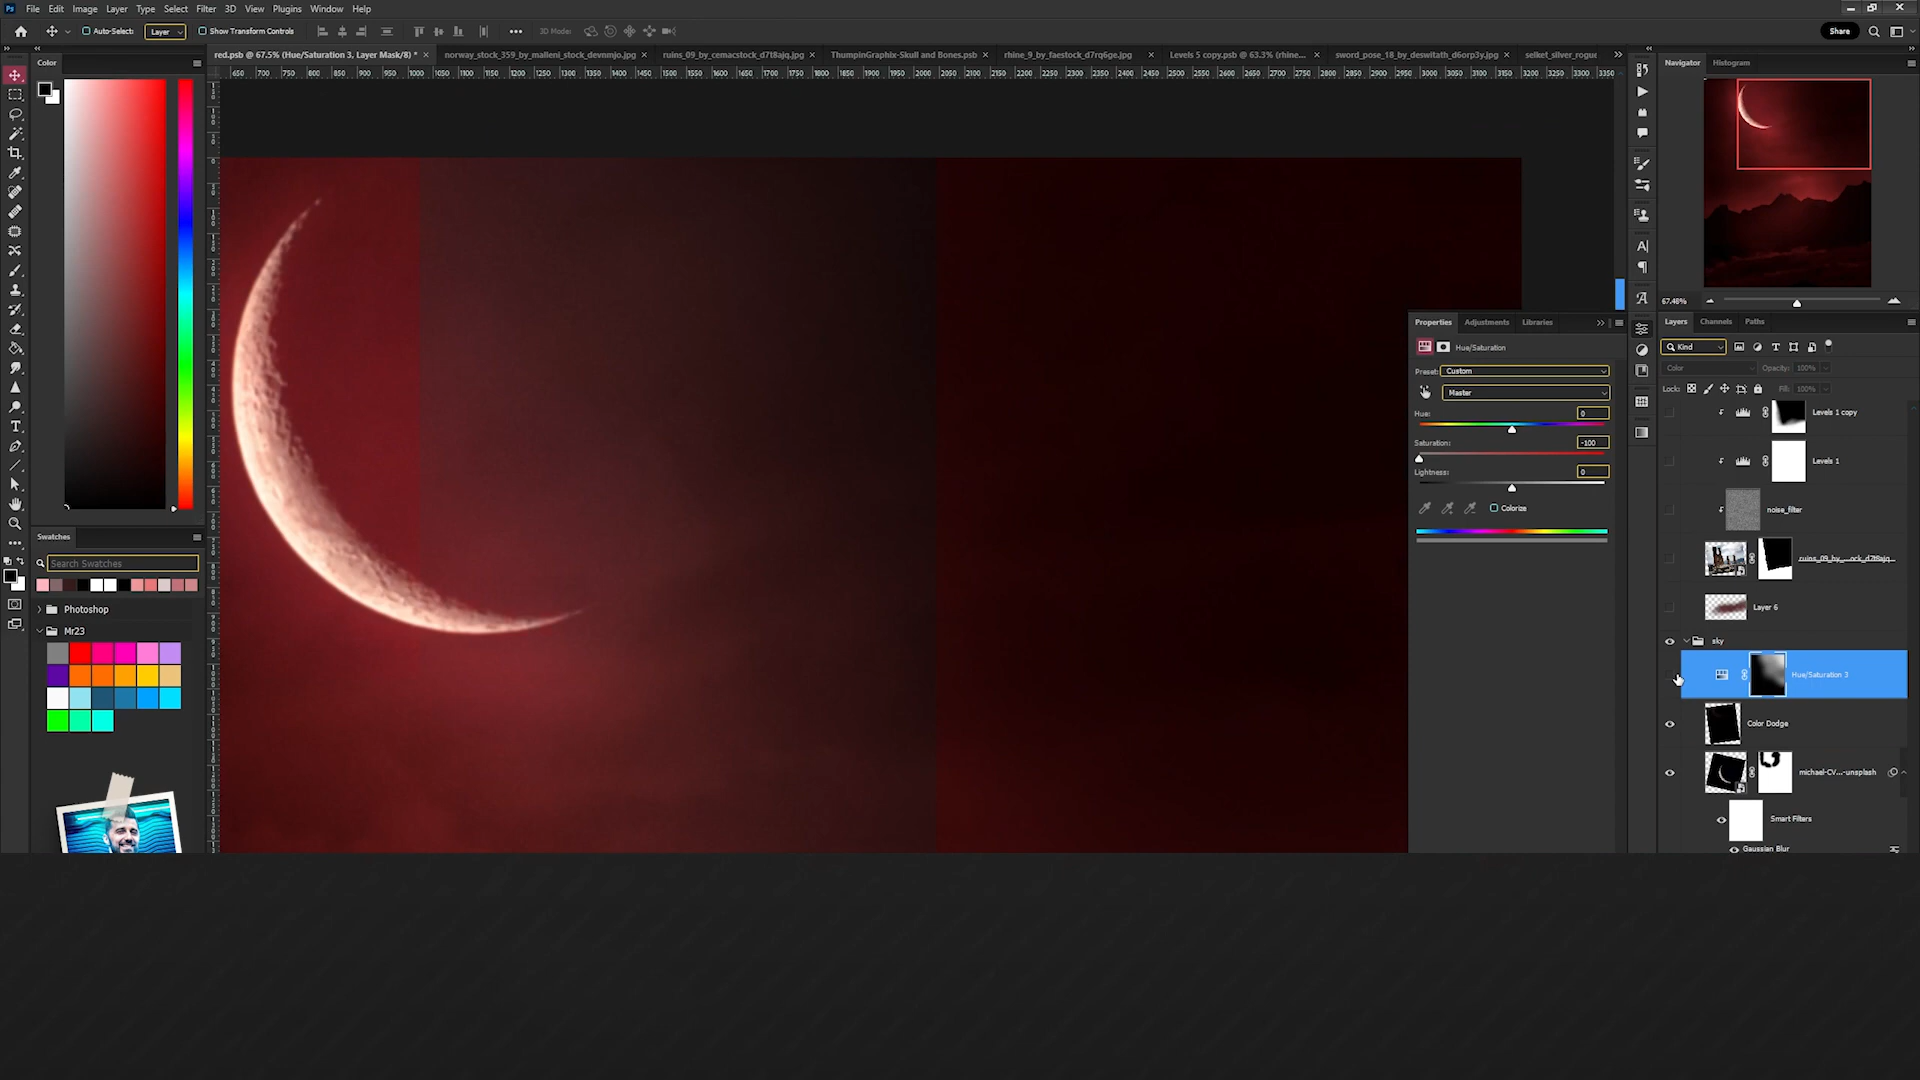 Ps File Edit Image Layer Type Select Filter 3D View Plugins Window Help
Auto-Select: Layer Show Transform Controls 3D Mode: Share
red.psb @ 67.5% (Hue/Saturation 3, Layer Mask/8) * norway_stock_359_by_malleni_stock_devnmjo.jpg ruins_09_by_cemacstock_d7t8ajq.jpg ThumpinGraphix-Skull and Bones.psb rhine_9_by_faestock_d7rq6ge.jpg Levels 5 copy.psb @ 63.3% (rhine... sword_pose_18_by_deswitath_d6orp3y.jpg selket_silver_rogue
650 700 750 800 850 900 950 1000 1050 1100 1150 1200 1250 1300 1350 1400 1450 1500 1550 1600 1650 1700 1750 1800 1850 1900 1950 2000 2050 2100 2150 2200 2250 2300 2350 2400 2450 2500 2550 2600 2650 2700 2750 2800 2850 2900 2950 3000 3050 3100 3150 3200 3250 3300 3350
Color
Navigator Histogram
67.48%
Properties Adjustments Libraries
Hue/Saturation
Preset: Custom
Master
Hue: 0
Saturation: -100
Lightness: 0
Colorize
Layers Channels Paths
Kind
Color Opacity: 100%
Lock: Fill: 100%
Levels 1 copy
Levels 1
noise_filter
ruins_09_by_...ock_d7t8ajq...
Layer 6
sky
Hue/Saturation 3
Color Dodge
michael-CV...-unsplash
Smart Filters
Gaussian Blur
Swatches
Search Swatches
Photoshop
Mr23